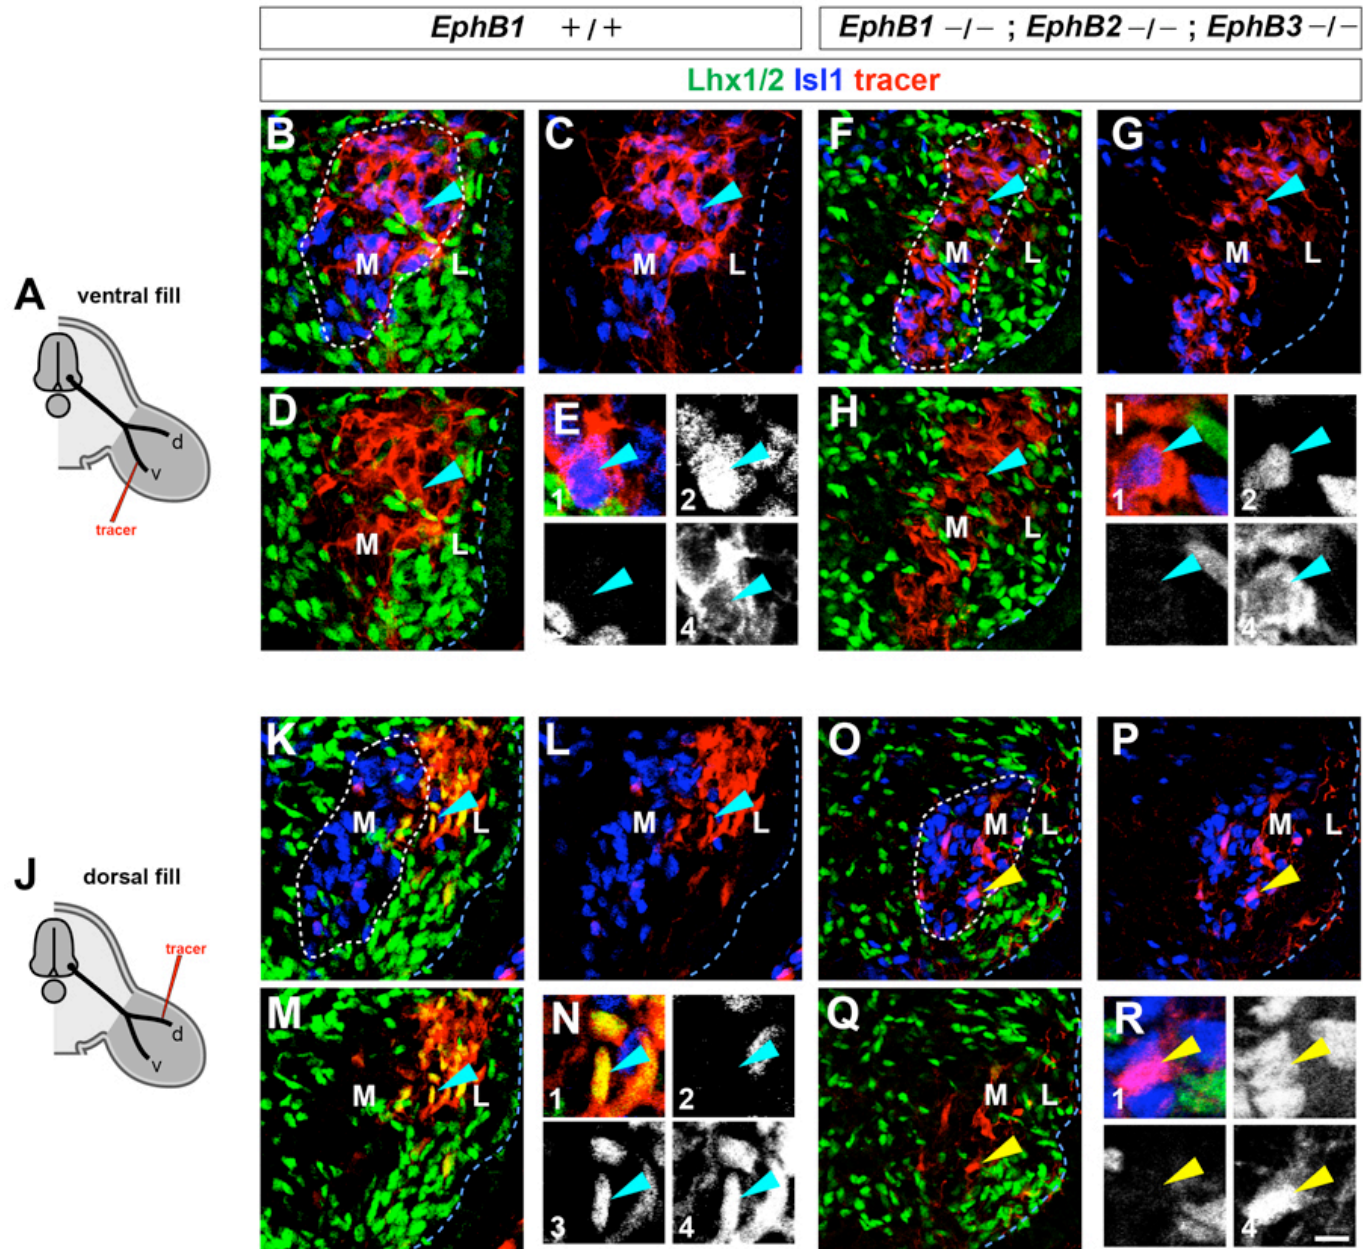 EphB1 +/+
EphB1 −/− ; EphB2 −/− ; EphB3 −/−
Lhx1/2 Isl1 tracer
B
C
F
G
M L
M L
M L
M L
A
ventral fill
d
v
tracer
D
E
H
I
1
2
1
2
M L
M L
3
4
4
K
L
O
P
M L
M L
M L
M L
J
dorsal fill
tracer
d
v
M
N
Q
R
1
2
1
M L
M L
3
4
4